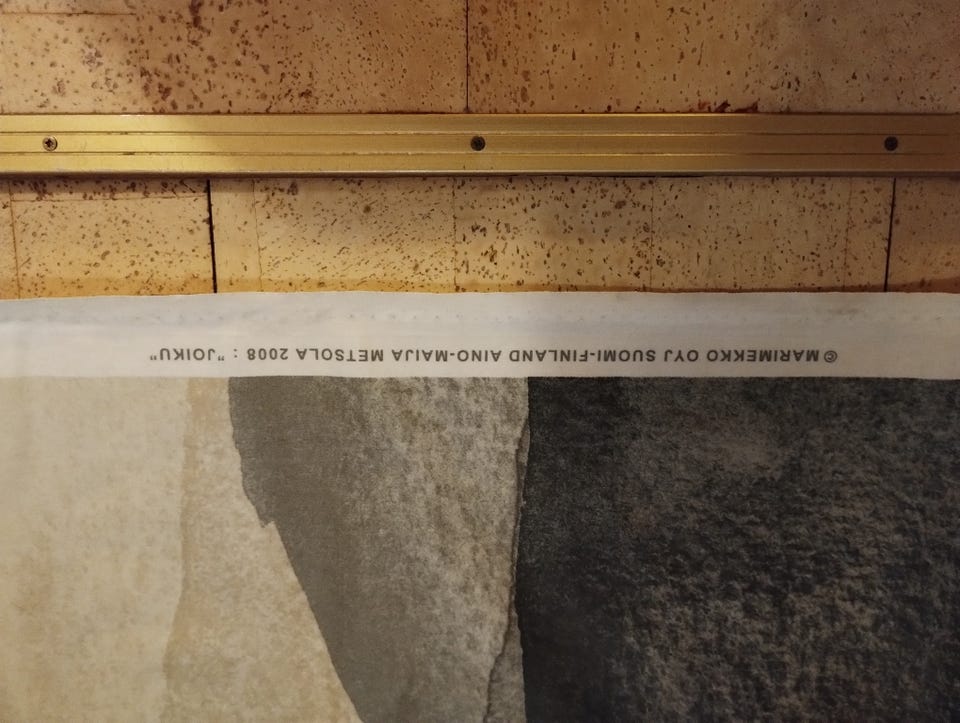 © MARIMEKKO OYJ SUOMI-FINLAND AINO-MAIJA METSOLA 2008 : "JOIKU"